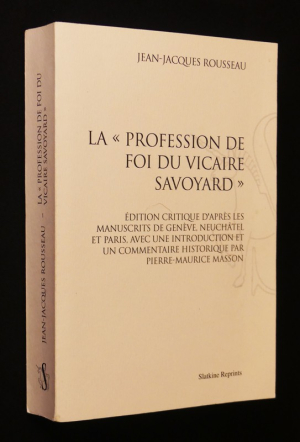 JEAN-JACQUES ROUSSEAU
LA « PROFESSION DE
FOI DU VICAIRE
SAVOYARD »
ÉDITION CRITIQUE D'APRÈS LES
MANUSCRITS DE GENÈVE, NEUCHÂTEL
ET PARIS, AVEC UNE INTRODUCTION ET
UN COMMENTAIRE HISTORIQUE PAR
PIERRE-MAURICE MASSON
Slatkine Reprints
JEAN-JACQUES ROUSSEAU - LA « PROFESSION DE FOI DU
VICAIRE SAVOYARD »